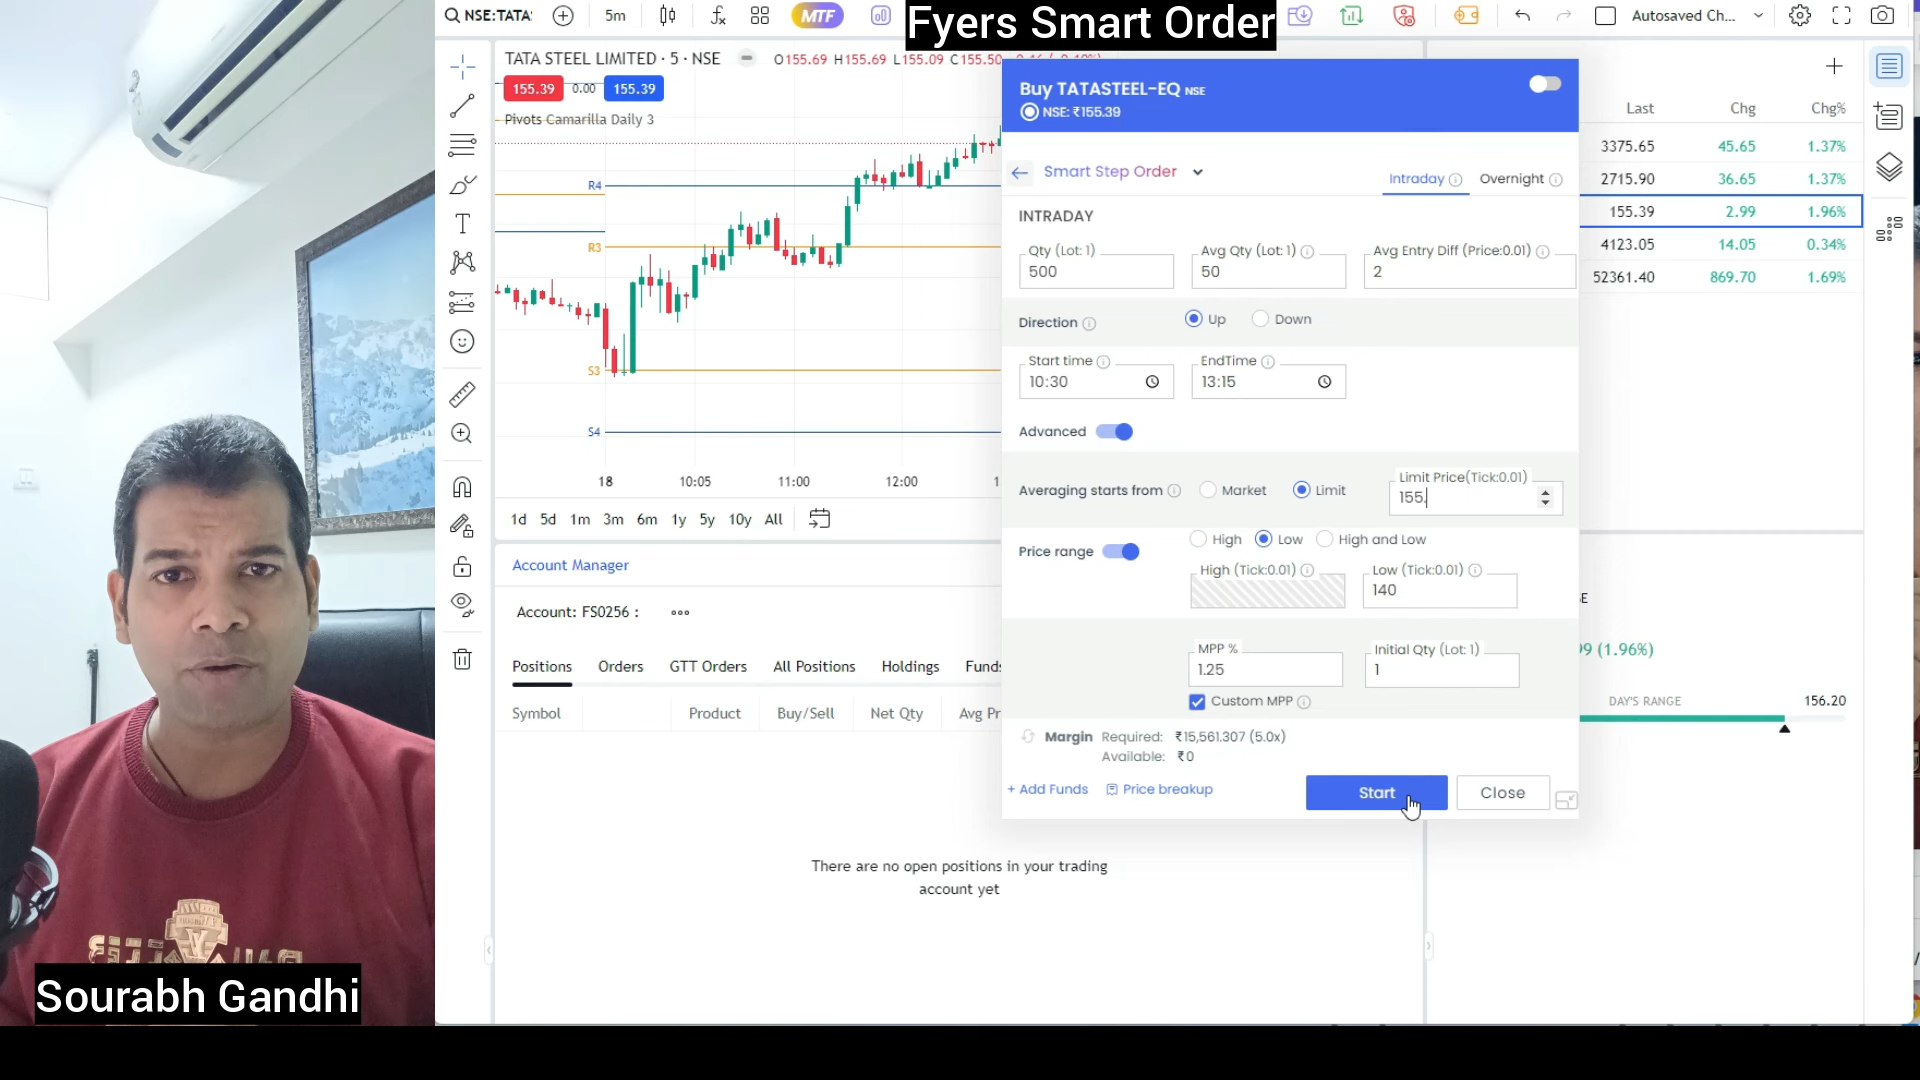 NSE:TATA
5m
MTF
Fyers Smart Order
Autosaved Ch...
TATA STEEL LIMITED · 5 · NSE
O155.69 H155.69 L155.09 C155.50
155.39 0.00 155.39
Pivots Camarilla Daily 3
R4
R3
S3
S4
18 10:05 11:00 12:00
1d 5d 1m 3m 6m 1y 5y 10y All
Account Manager
Account: FS0256 :
Positions Orders GTT Orders All Positions Holdings Funds
Symbol Product Buy/Sell Net Qty Avg Pr
There are no open positions in your trading
account yet
Buy TATASTEEL-EQ NSE
NSE: ₹155.39
Smart Step Order
Intraday Overnight
INTRADAY
Qty (Lot: 1) Avg Qty (Lot: 1) Avg Entry Diff (Price:0.01)
500 50 2
Direction Up Down
Start time EndTime
10:30 13:15
Advanced
Averaging starts from Market Limit
Limit Price(Tick:0.01)
155.
Price range High Low High and Low
High (Tick:0.01) Low (Tick:0.01)
140
MPP % Initial Qty (Lot: 1)
1.25 1
Custom MPP
Margin Required: ₹15,561.307 (5.0x)
Available: ₹0
+ Add Funds Price breakup
Start Close
Last Chg Chg%
3375.65 45.65 1.37%
2715.90 36.65 1.37%
155.39 2.99 1.96%
4123.05 14.05 0.34%
52361.40 869.70 1.69%
(1.96%)
DAY'S RANGE 156.20
Sourabh Gandhi